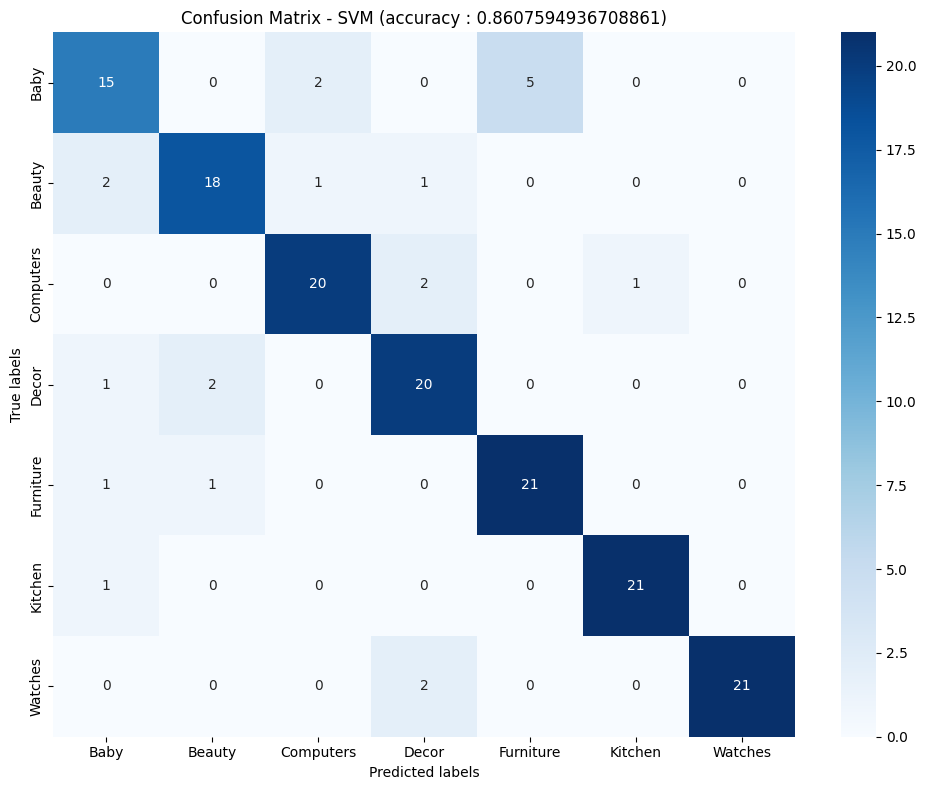 Confusion Matrix - SVM (accuracy : 0.8607594936708861)
True labels
Baby 15 0 2 0 5 0 0
Beauty 2 18 1 1 0 0 0
Computers 0 0 20 2 0 1 0
Decor 1 2 0 20 0 0 0
Furniture 1 1 0 0 21 0 0
Kitchen 1 0 0 0 0 21 0
Watches 0 0 0 2 0 0 21
Baby Beauty Computers Decor Furniture Kitchen Watches
Predicted labels
20.0
17.5
15.0
12.5
10.0
7.5
5.0
2.5
0.0